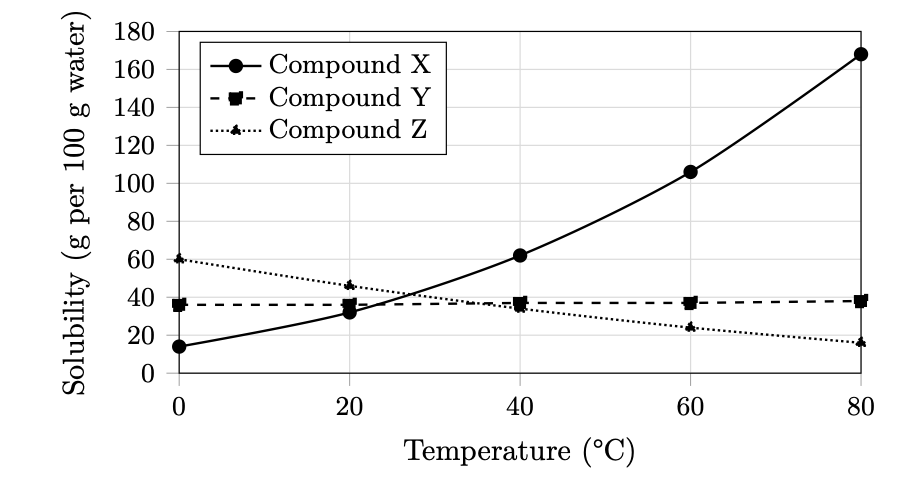 Solubility (g per 100 g water)
180
160
140
120
100
80
60
40
20
0
Compound X
Compound Y
Compound Z
0 20 40 60 80
Temperature (°C)